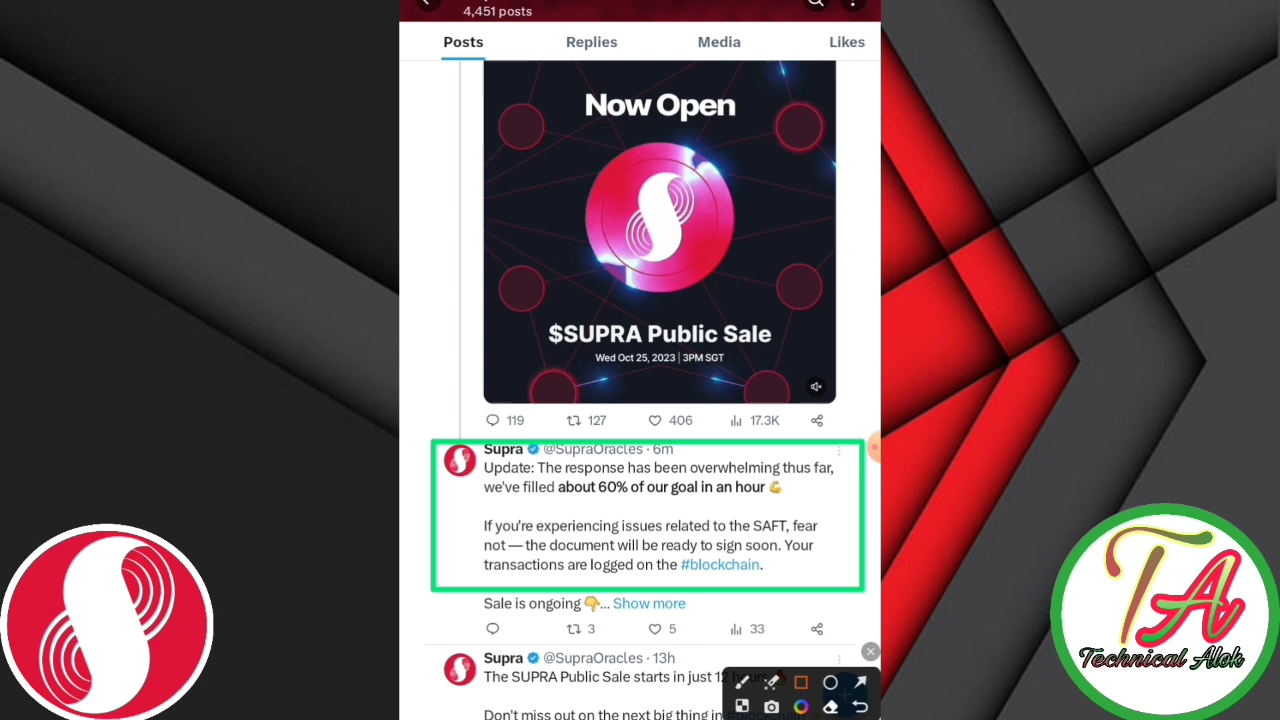 4,451 posts
Posts
Replies
Media
Likes
Now Open
$SUPRA Public Sale
Wed Oct 25, 2023 | 3PM SGT
119
127
406
17.3K
Supra @SupraOracles · 6m
Update: The response has been overwhelming thus far,
we've filled about 60% of our goal in an hour 💪
If you're experiencing issues related to the SAFT, fear
not — the document will be ready to sign soon. Your
transactions are logged on the #blockchain.
Sale is ongoing 👇... Show more
3
5
33
Supra @SupraOracles · 13h
The SUPRA Public Sale starts in just 12
Don't miss out on the next big thing in
TA
Technical Alok